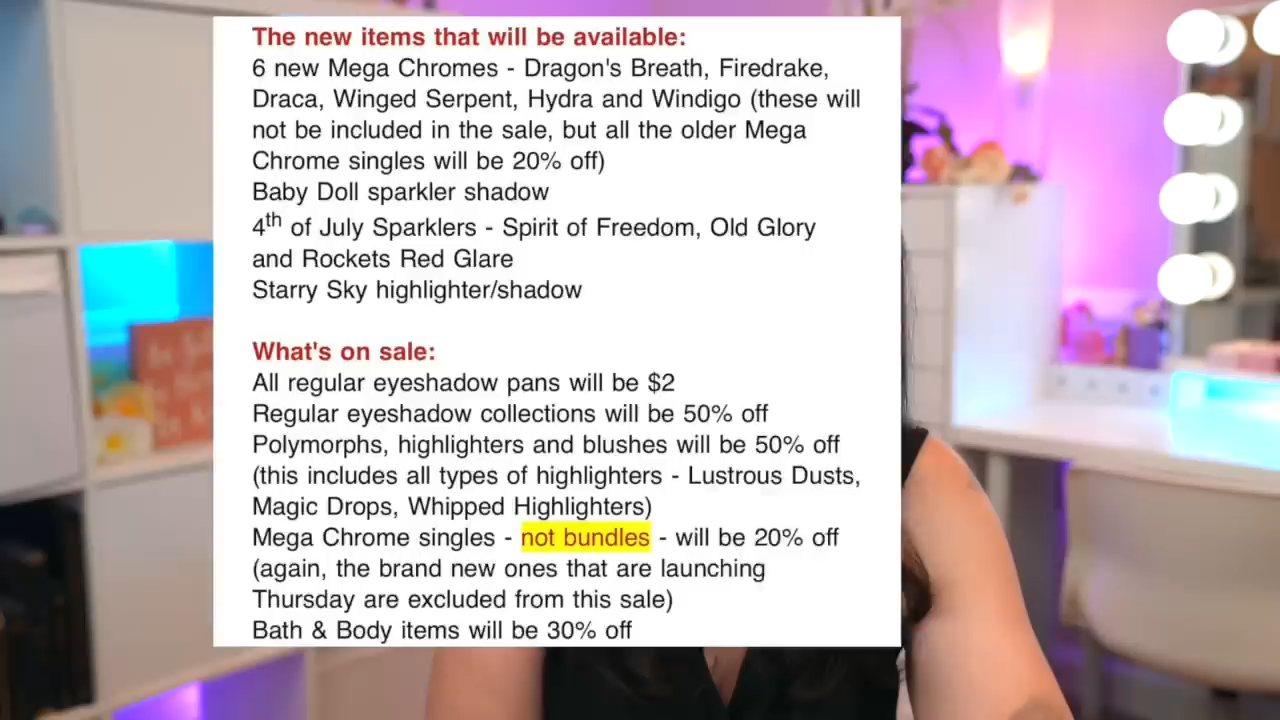 The new items that will be available:
6 new Mega Chromes - Dragon's Breath, Firedrake,
Draca, Winged Serpent, Hydra and Windigo (these will
not be included in the sale, but all the older Mega
Chrome singles will be 20% off)
Baby Doll sparkler shadow
4th of July Sparklers - Spirit of Freedom, Old Glory
and Rockets Red Glare
Starry Sky highlighter/shadow
What's on sale:
All regular eyeshadow pans will be $2
Regular eyeshadow collections will be 50% off
Polymorphs, highlighters and blushes will be 50% off
(this includes all types of highlighters - Lustrous Dusts,
Magic Drops, Whipped Highlighters)
Mega Chrome singles - not bundles - will be 20% off
(again, the brand new ones that are launching
Thursday are excluded from this sale)
Bath & Body items will be 30% off